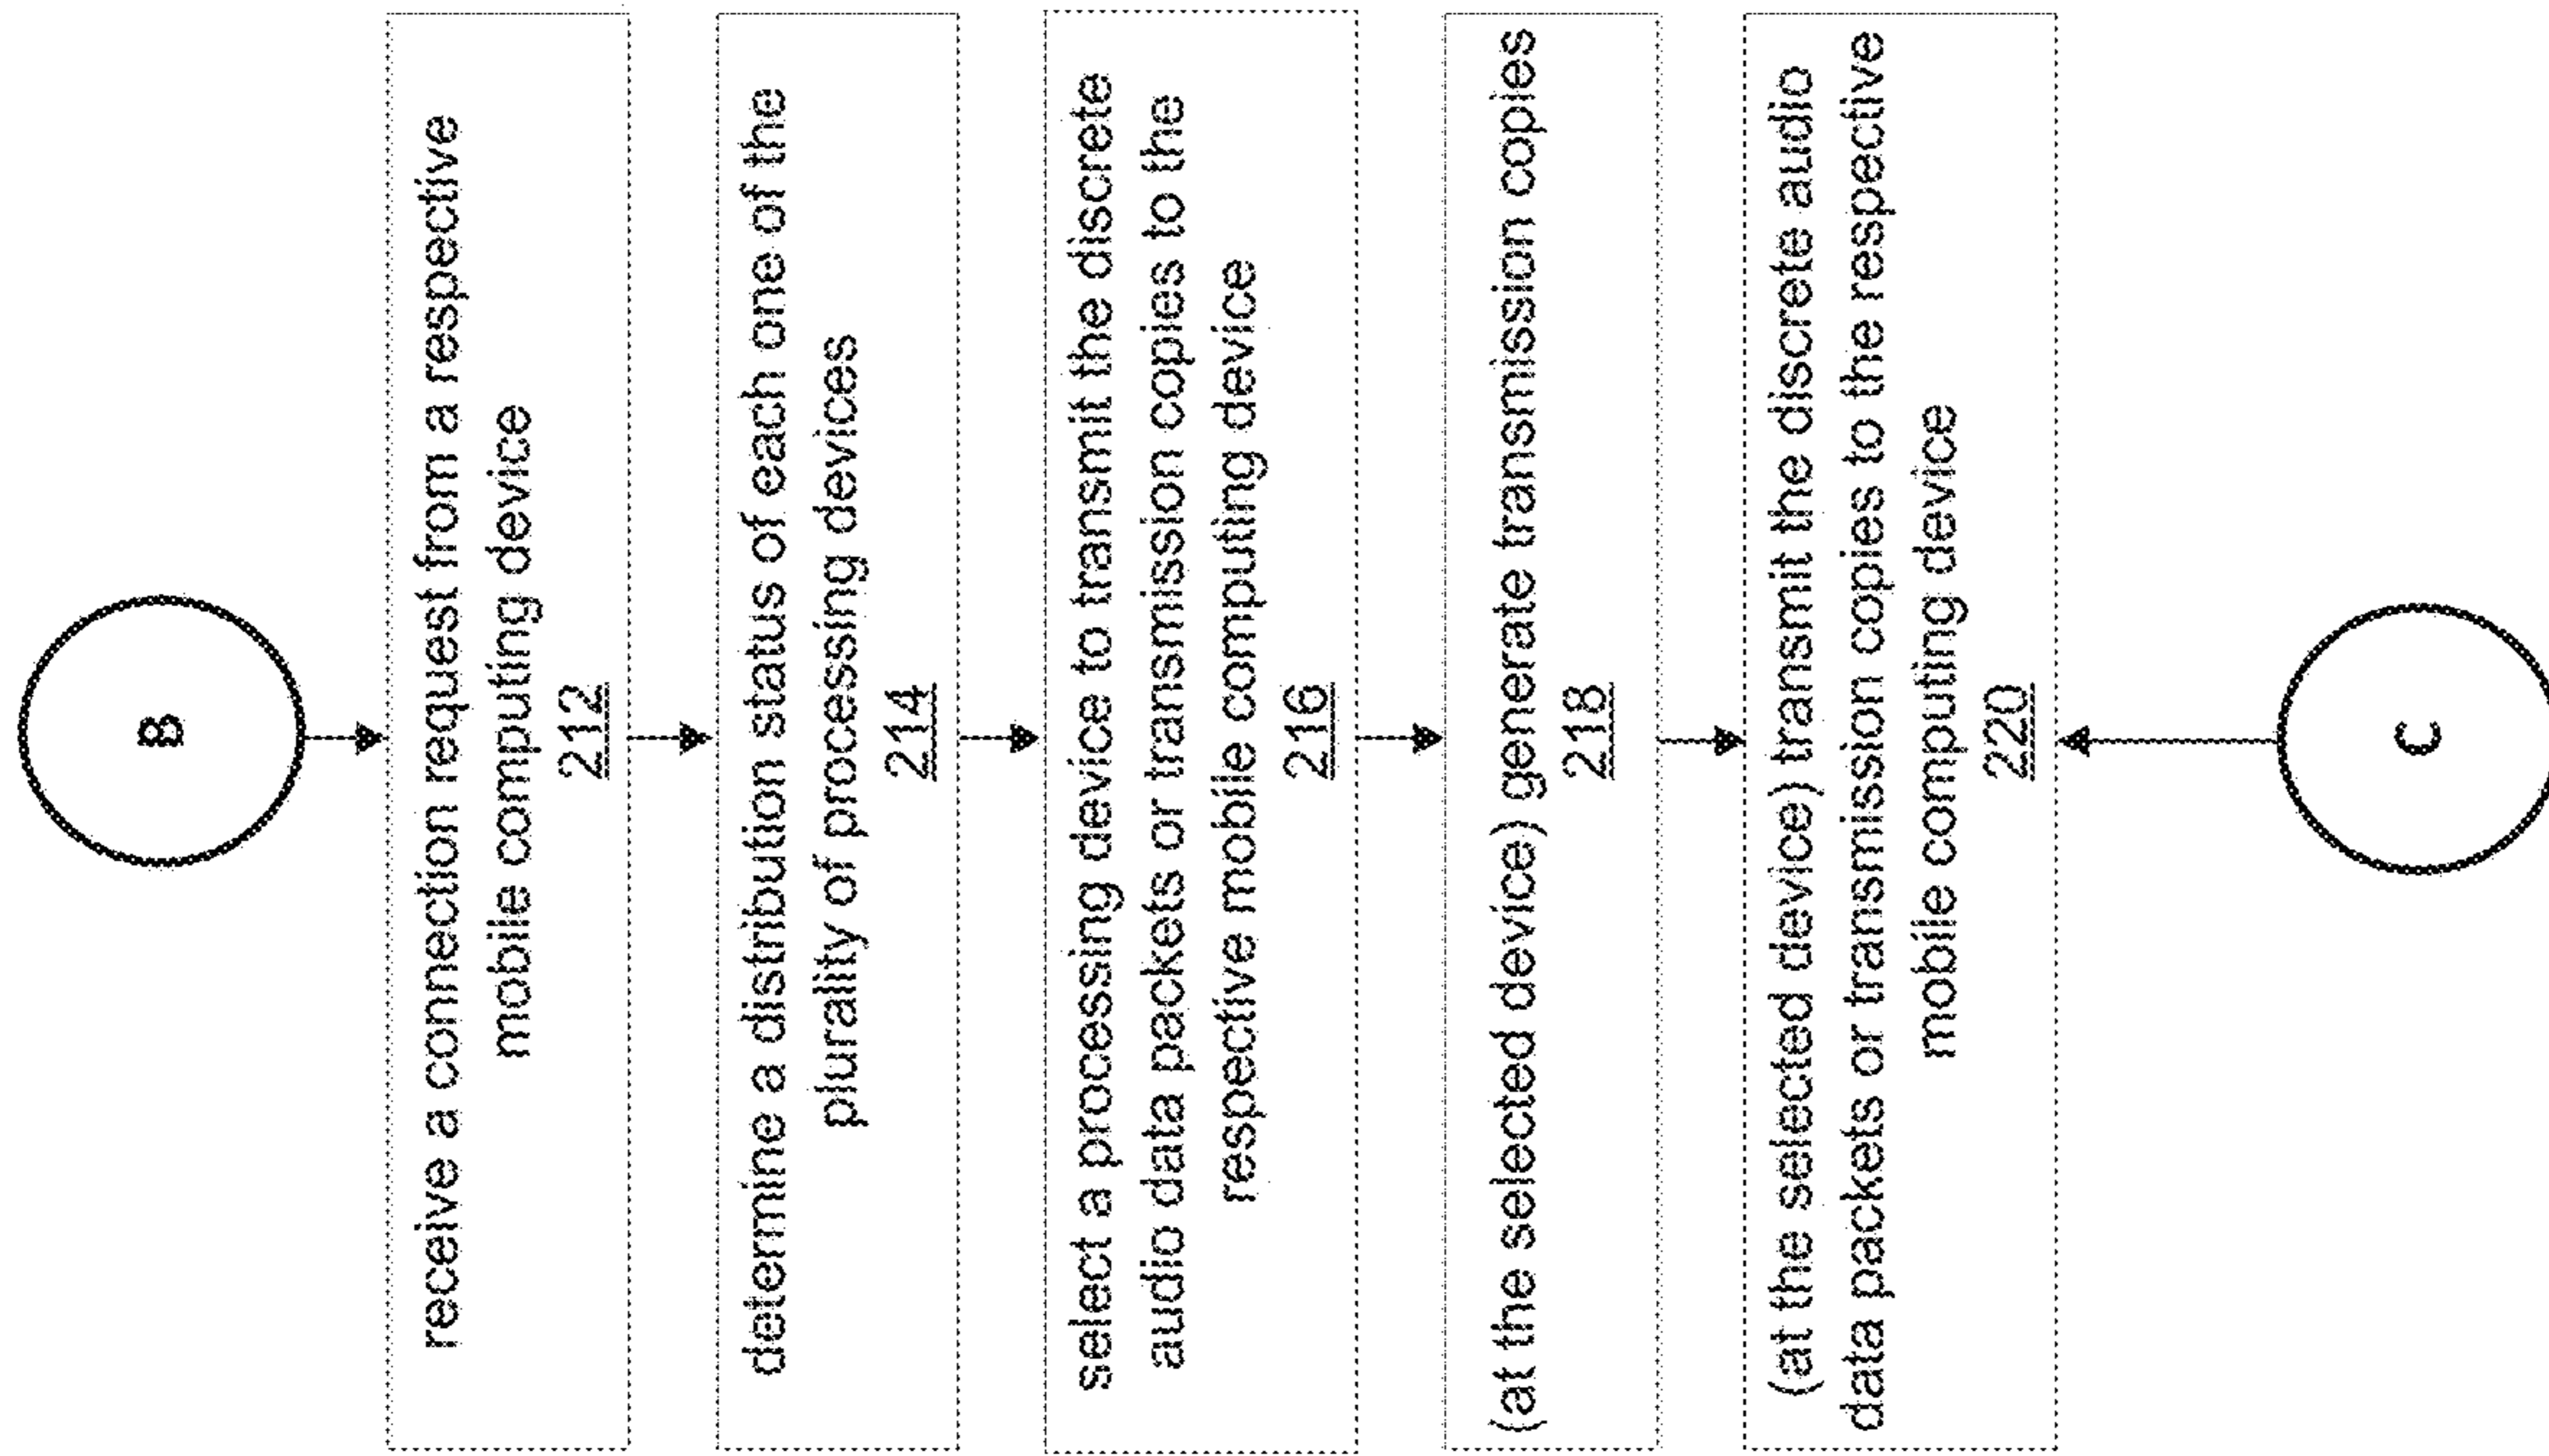 B
receive a connection request from a respective
mobile computing device
212
determine a distribution status of each one of the
plurality of processing devices
214
select a processing device to transmit the discrete
audio data packets or transmission copies to the
respective mobile computing device
216
(at the selected device) generate transmission copies
218
(at the selected device) transmit the discrete audio
data packets or transmission copies to the respective
mobile computing device
220
C